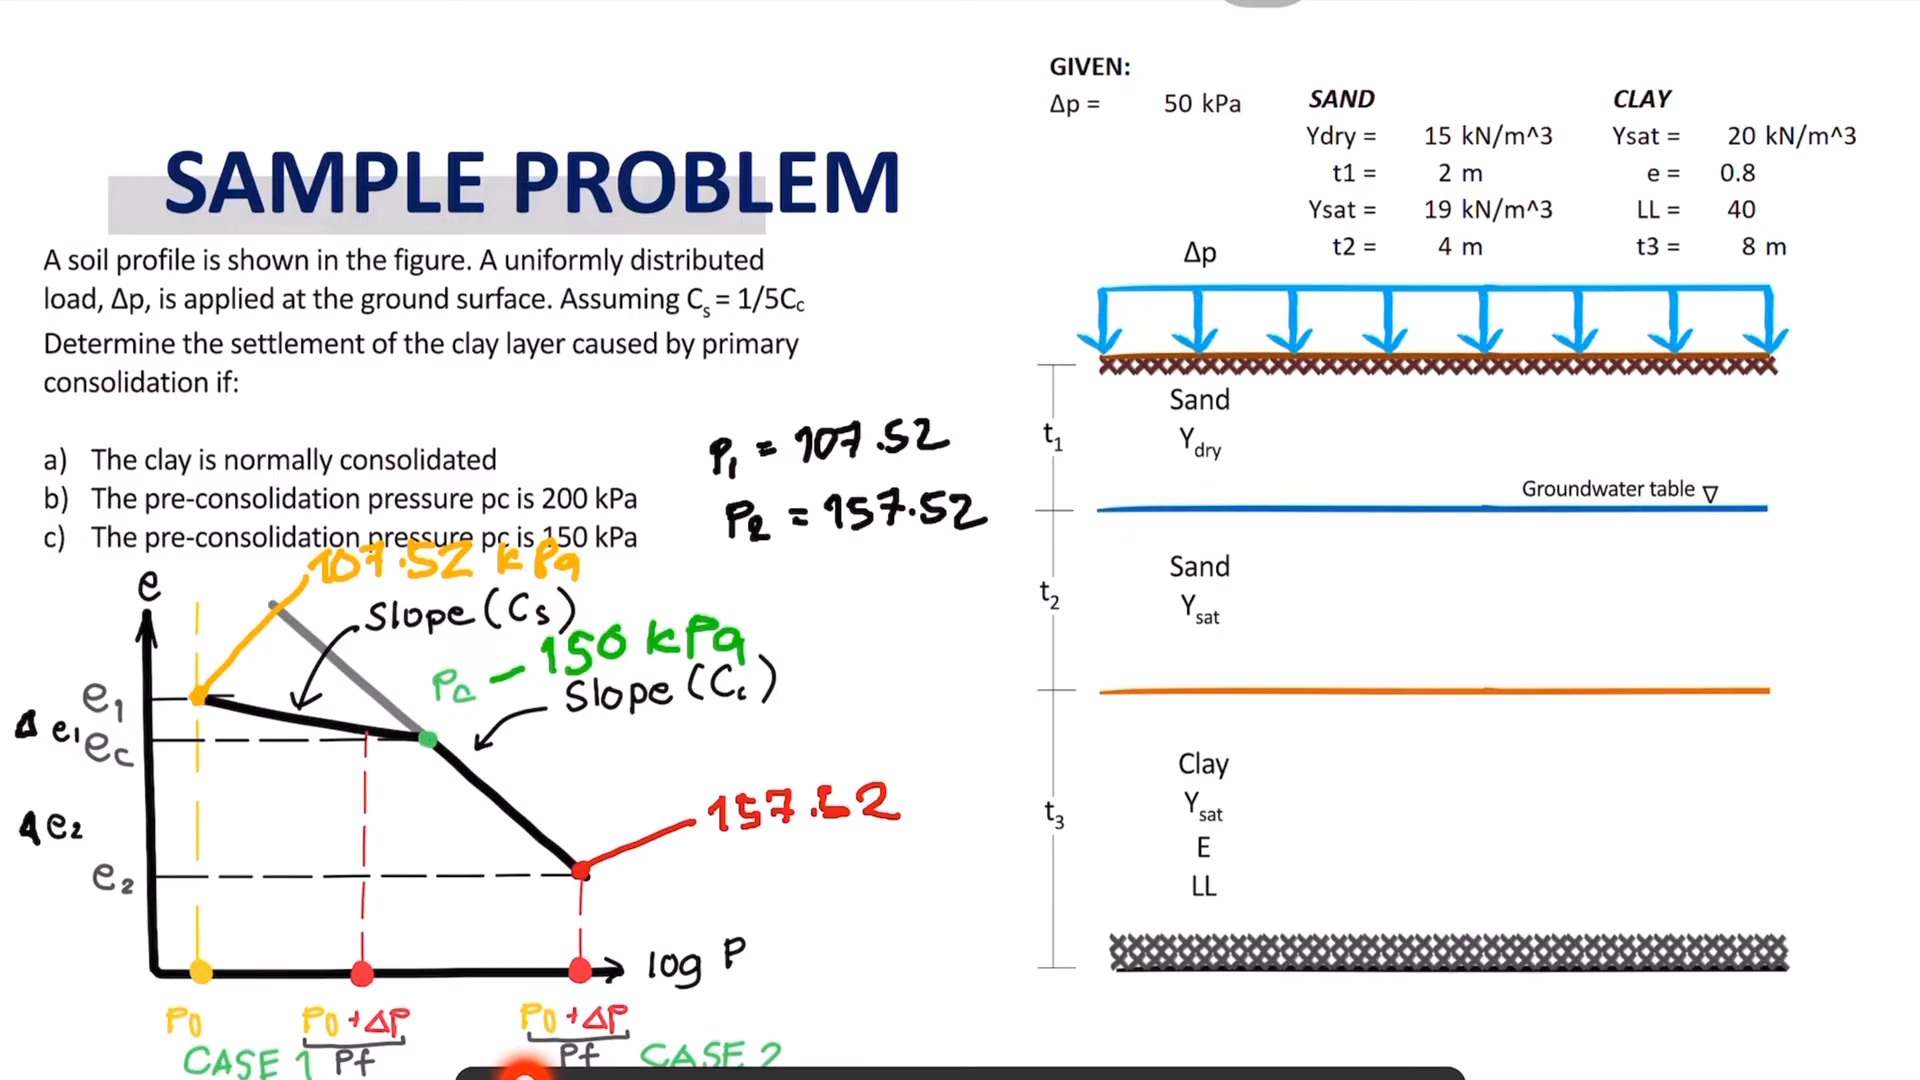 GIVEN:
Δp = 50 kPa
SAND
Ydry = 15 kN/m^3
t1 = 2 m
Ysat = 19 kN/m^3
t2 = 4 m
CLAY
Ysat = 20 kN/m^3
e = 0.8
LL = 40
t3 = 8 m
SAMPLE PROBLEM
A soil profile is shown in the figure. A uniformly distributed
load, Δp, is applied at the ground surface. Assuming Cs = 1/5Cc
Determine the settlement of the clay layer caused by primary
consolidation if:
a) The clay is normally consolidated
b) The pre-consolidation pressure pc is 200 kPa
c) The pre-consolidation pressure pc is 150 kPa
P1 = 107.52
P2 = 157.52
107.52 kPa
e
Slope (Cs)
Pc - 150 kPa
Slope (Cc)
e1
Δe1
ec
Δe2
157.52
e2
log P
P0
P0 + ΔP
Pf
P0 + ΔP
Pf
CASE 1
CASE 2
Δp
t1
Sand
Ydry
Groundwater table
t2
Sand
Ysat
t3
Clay
Ysat
E
LL